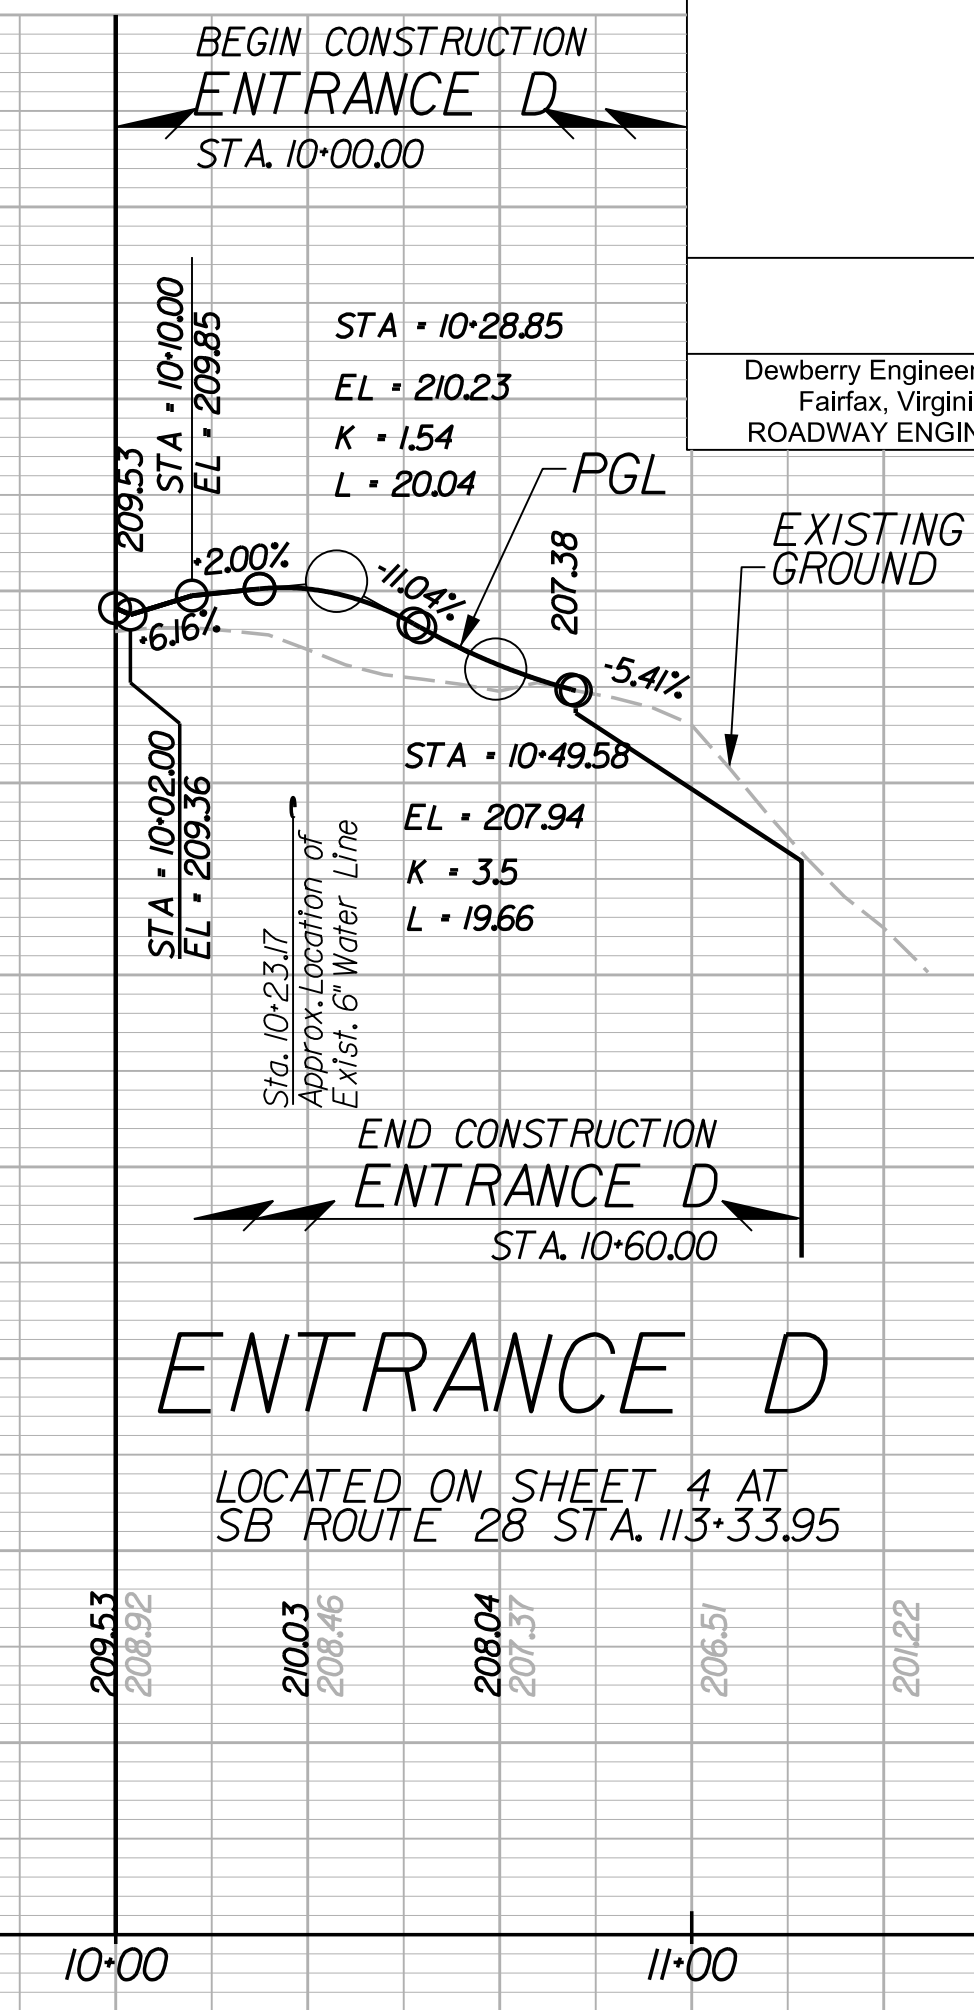 BEGIN CONSTRUCTION
ENTRANCE D
STA. 10+00.00
209.53
STA = 10+10.00
EL = 209.85
STA = 10+28.85
EL = 210.23
K = 1.54
L = 20.04
PGL
Dewberry Engineer
Fairfax, Virgini
ROADWAY ENGIN
EXISTING
GROUND
+2.00%
-11.04%
207.38
+6.16%
-5.41%
STA = 10+02.00
EL = 209.36
STA = 10+49.58
EL = 207.94
K = 3.5
L = 19.66
Sta. 10+23.17
Approx. Location of
Exist. 6" Water Line
END CONSTRUCTION
ENTRANCE D
STA. 10+60.00
ENTRANCE D
LOCATED ON SHEET 4 AT
SB ROUTE 28 STA. 113+33.95
209.53
208.92
210.03
208.46
208.04
207.37
206.51
201.22
10+00
11+00